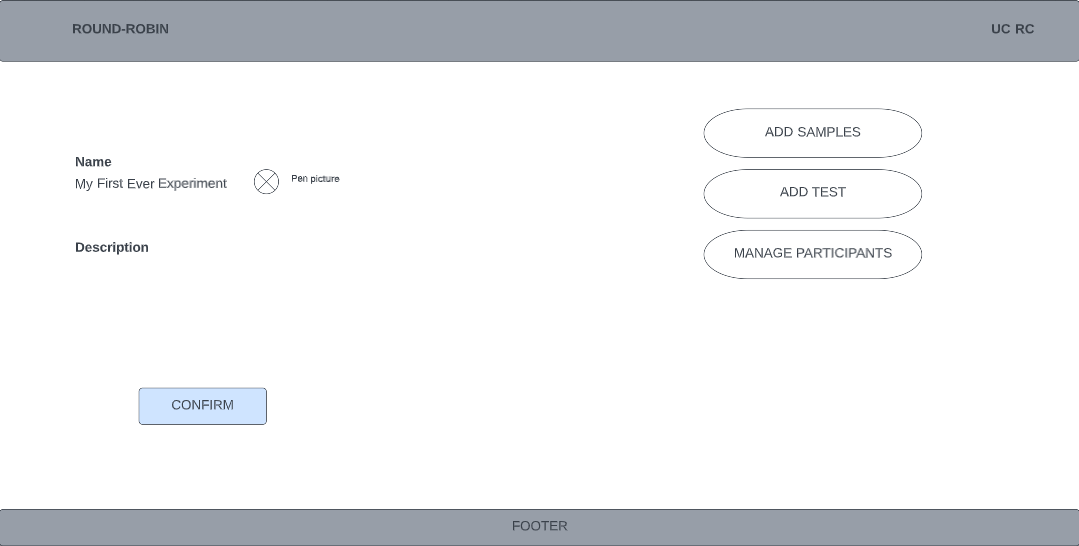 ROUND-ROBIN
UC RC
Name
My First Ever Experiment
Pen picture
Description
CONFIRM
ADD SAMPLES
ADD TEST
MANAGE PARTICIPANTS
FOOTER